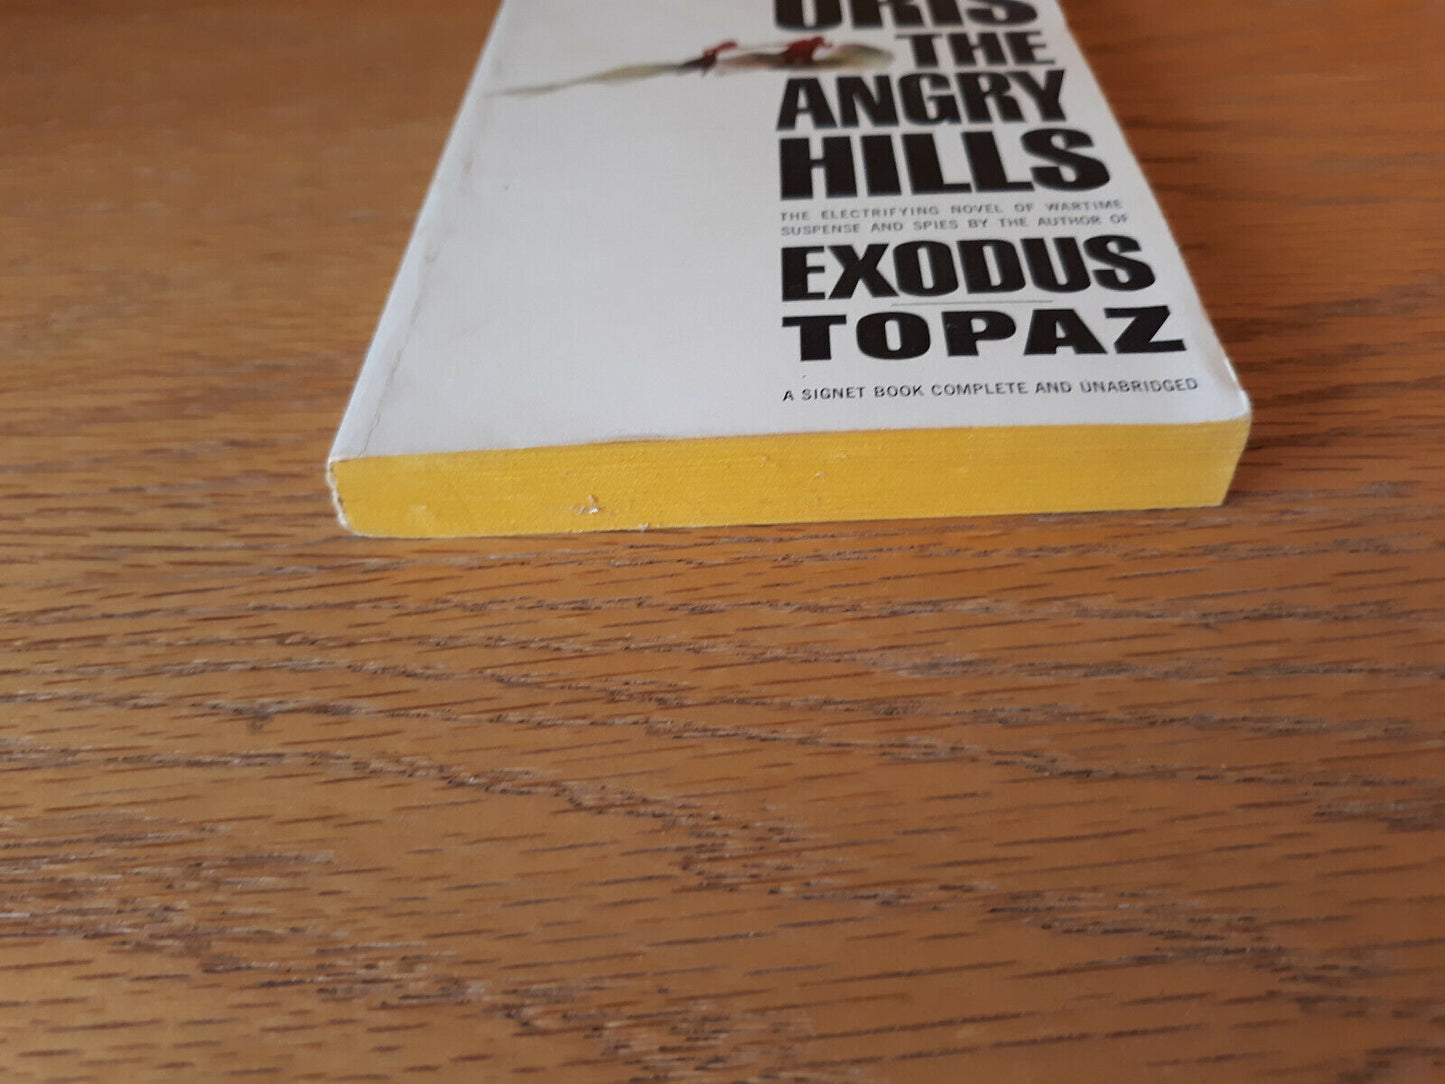 URIS
THE
ANGRY
HILLS
THE ELECTRIFYING NOVEL OF WARTIME
SUSPENSE AND SPIES BY THE AUTHOR OF
EXODUS
TOPAZ
A SIGNET BOOK COMPLETE AND UNABRIDGED